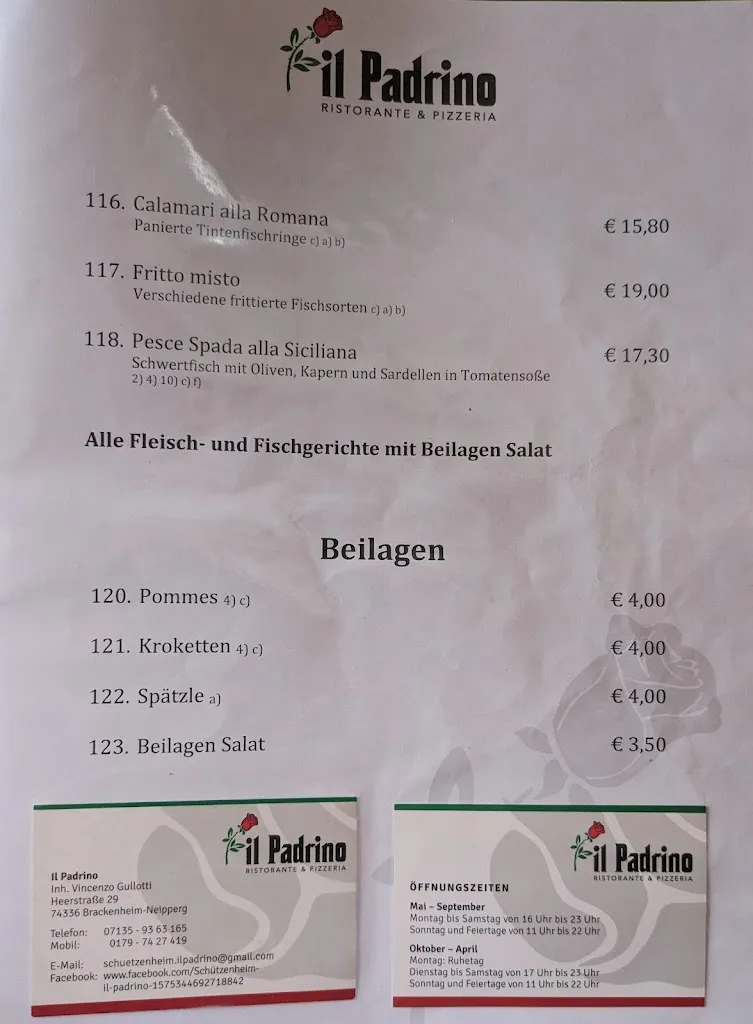 il Padrino
RISTORANTE & PIZZERIA
116. Calamari alla Romana € 15,80
Panierte Tintenfischringe c) a) b)
117. Fritto misto € 19,00
Verschiedene frittierte Fischsorten c) a) b)
118. Pesce Spada alla Siciliana € 17,30
Schwertfisch mit Oliven, Kapern und Sardellen in Tomatensoße
2) 4) 10) c) f)
Alle Fleisch- und Fischgerichte mit Beilagen Salat
Beilagen
120. Pommes 4) c) € 4,00
121. Kroketten 4) c) € 4,00
122. Spätzle a) € 4,00
123. Beilagen Salat € 3,50
il Padrino
RISTORANTE & PIZZERIA
Il Padrino
Inh. Vincenzo Gullotti
Heerstraße 29
74336 Brackenheim-Neipperg
Telefon: 07135 - 93 63 165
Mobil: 0179 - 74 27 419
E-Mail: schuetzenheim.ilpadrino@gmail.com
Facebook: www.facebook.com/Schützenheim-
il-padrino-1575344692718842
il Padrino
RISTORANTE & PIZZERIA
ÖFFNUNGSZEITEN
Mai – September
Montag bis Samstag von 16 Uhr bis 23 Uhr
Sonntag und Feiertage von 11 Uhr bis 22 Uhr
Oktober – April
Montag: Ruhetag
Dienstag bis Samstag von 17 Uhr bis 23 Uhr
Sonntag und Feiertage von 11 Uhr bis 22 Uhr